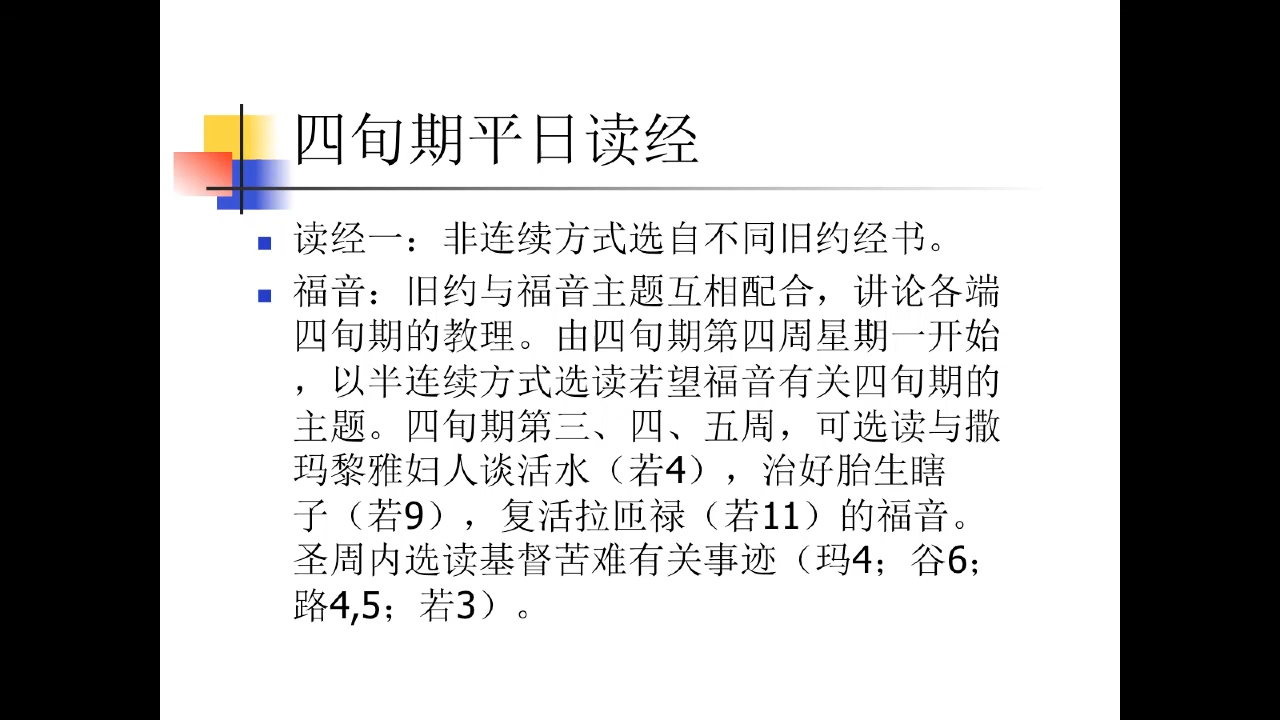 四旬期平日读经
读经一：非连续方式选自不同旧约经书。
福音：旧约与福音主题互相配合，讲论各端
四旬期的教理。由四旬期第四周星期一开始
，以半连续方式选读若望福音有关四旬期的
主题。四旬期第三、四、五周，可选读与撒
玛黎雅妇人谈活水（若4），治好胎生瞎
子（若9），复活拉匝禄（若11）的福音。
圣周内选读基督苦难有关事迹（玛4；谷6；
路4,5；若3）。